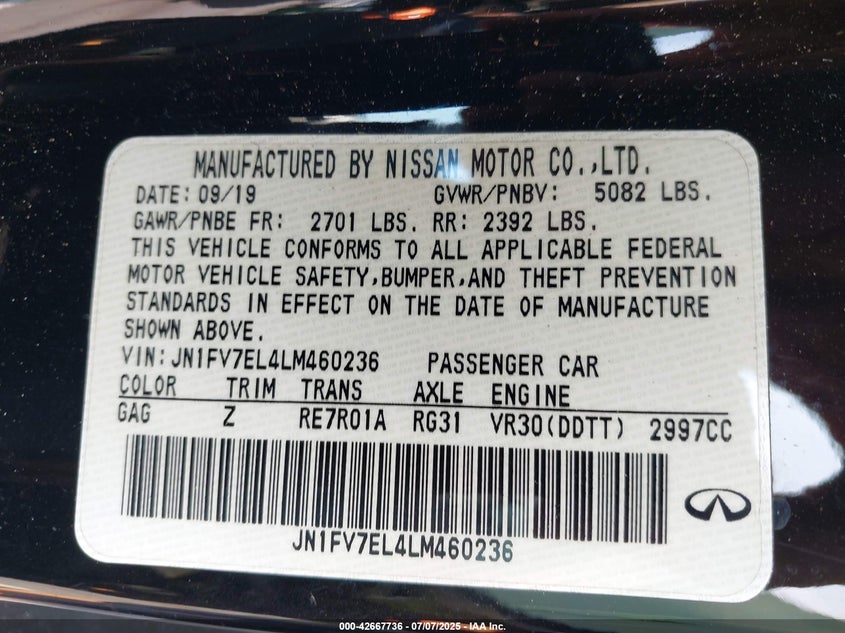 MANUFACTURED BY NISSAN MOTOR CO.,LTD.
DATE: 09/19 GVWR/PNBV: 5082 LBS.
GAWR/PNBE FR: 2701 LBS. RR: 2392 LBS.
THIS VEHICLE CONFORMS TO ALL APPLICABLE FEDERAL
MOTOR VEHICLE SAFETY,BUMPER,AND THEFT PREVENTION
STANDARDS IN EFFECT ON THE DATE OF MANUFACTURE
SHOWN ABOVE.
VIN: JN1FV7EL4LM460236 PASSENGER CAR
COLOR TRIM TRANS AXLE ENGINE
GAG Z RE7R01A RG31 VR30(DDTT) 2997CC
JN1FV7EL4LM460236
000-42667736 - 07/07/2025 - IAA Inc.